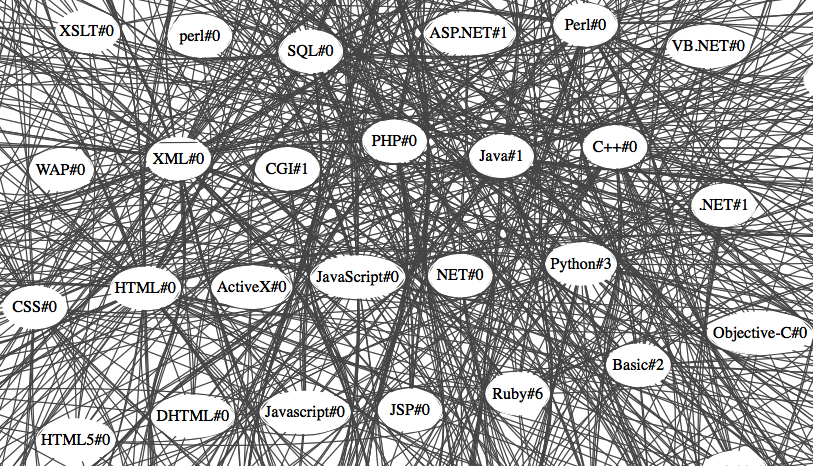 XSLT#0
perl#0
SQL#0
ASP.NET#1
Perl#0
VB.NET#0
WAP#0
XML#0
CGI#1
PHP#0
Java#1
C++#0
.NET#1
CSS#0
HTML#0
ActiveX#0
JavaScript#0
NET#0
Python#3
Objective-C#0
Basic#2
HTML5#0
DHTML#0
Javascript#0
JSP#0
Ruby#6